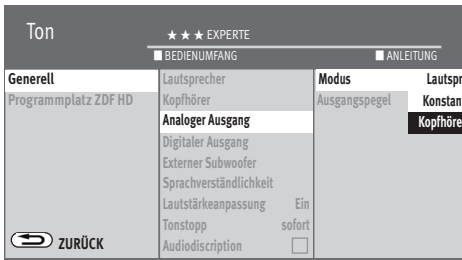 Ton
★ ★ ★ EXPERTE
BEDIENUMFANG ANLEITUNG
Generell Lautsprecher Modus Lautspr
Programmplatz ZDF HD Kopfhörer Ausgangspegel Konstan
Analoger Ausgang Kopfhöre
Digitaler Ausgang
Externer Subwoofer
Sprachverständlichkeit
Lautstärkeanpassung Ein
Tonstopp sofort
ZURÜCK Audiodiscription